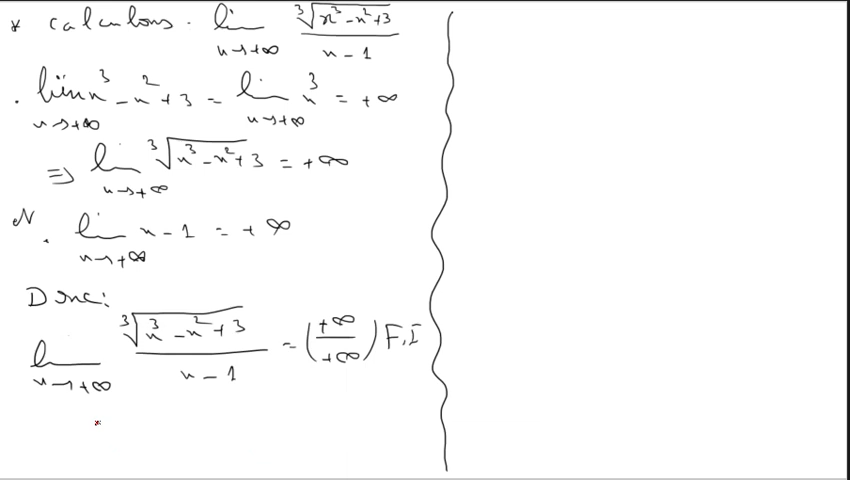 * calculons. lim x→+∞ ∛(x³-x²+3) / (x-1)
. lim x→+∞ x³-x²+3 = lim x→+∞ x³ = +∞
⇒ lim x→+∞ ∛(x³-x²+3) = +∞
. lim x→+∞ x-1 = +∞
Donc:
lim x→+∞ ∛(x³-x²+3) / (x-1) = (+∞/+∞) F.I